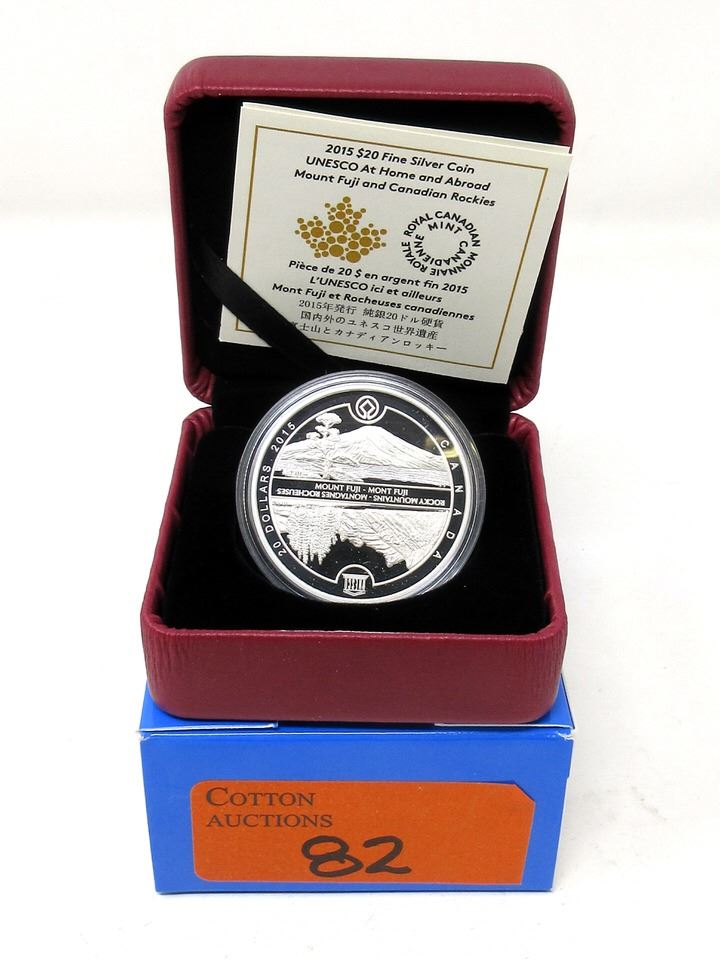 2015 $20 Fine Silver Coin
UNESCO At Home and Abroad
Mount Fuji and Canadian Rockies
ROYAL CANADIAN MINT
MONNAIE ROYALE CANADIENNE
Pièce de 20 $ en argent fin 2015
L'UNESCO ici et ailleurs
Mont Fuji et Rocheuses canadiennes
2015年発行 純銀20ドル硬貨
国内外のユネスコ世界遺産
士山とカナディアンロッキー
20 DOLLARS 2015
CANADA
MOUNT FUJI - MONT FUJI
ROCKY MOUNTAINS - MONTAGNES ROCHEUSES
COTTON
AUCTIONS
82